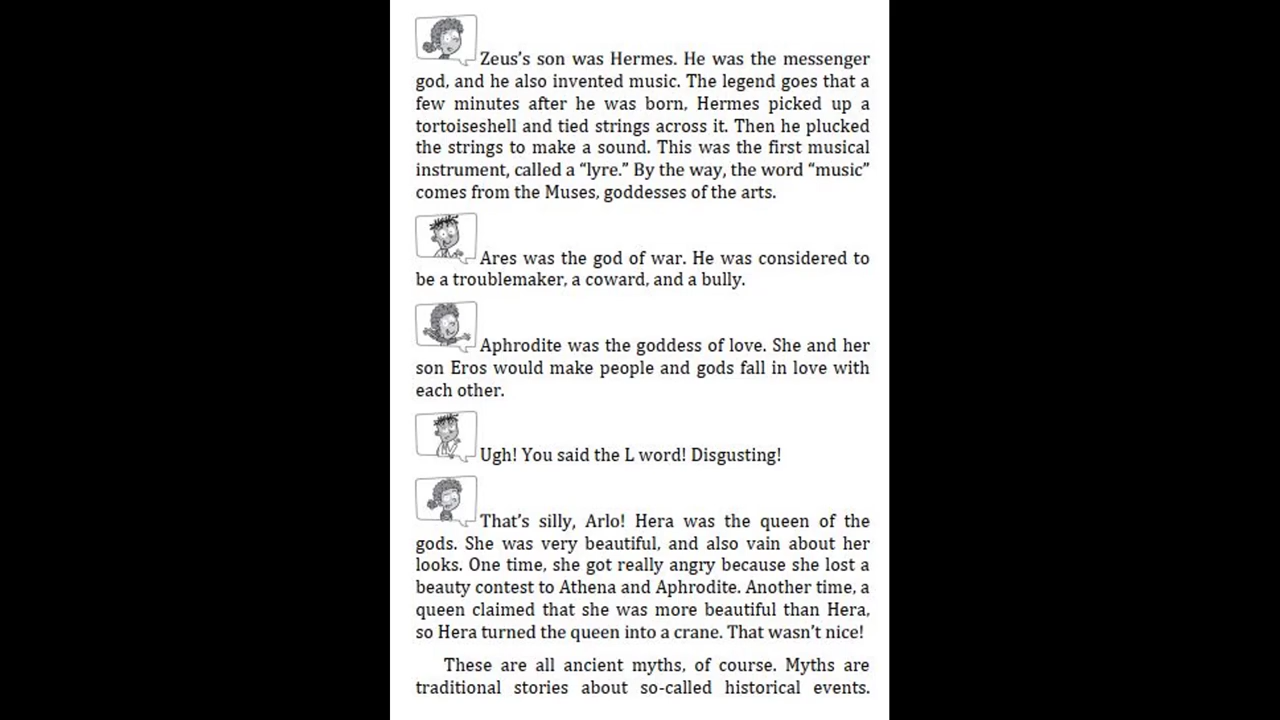 Zeus's son was Hermes. He was the messenger
god, and he also invented music. The legend goes that a
few minutes after he was born, Hermes picked up a
tortoiseshell and tied strings across it. Then he plucked
the strings to make a sound. This was the first musical
instrument, called a “lyre.” By the way, the word “music”
comes from the Muses, goddesses of the arts.
Ares was the god of war. He was considered to
be a troublemaker, a coward, and a bully.
Aphrodite was the goddess of love. She and her
son Eros would make people and gods fall in love with
each other.
Ugh! You said the L word! Disgusting!
That's silly, Arlo! Hera was the queen of the
gods. She was very beautiful, and also vain about her
looks. One time, she got really angry because she lost a
beauty contest to Athena and Aphrodite. Another time, a
queen claimed that she was more beautiful than Hera,
so Hera turned the queen into a crane. That wasn't nice!
These are all ancient myths, of course. Myths are
traditional stories about so-called historical events.